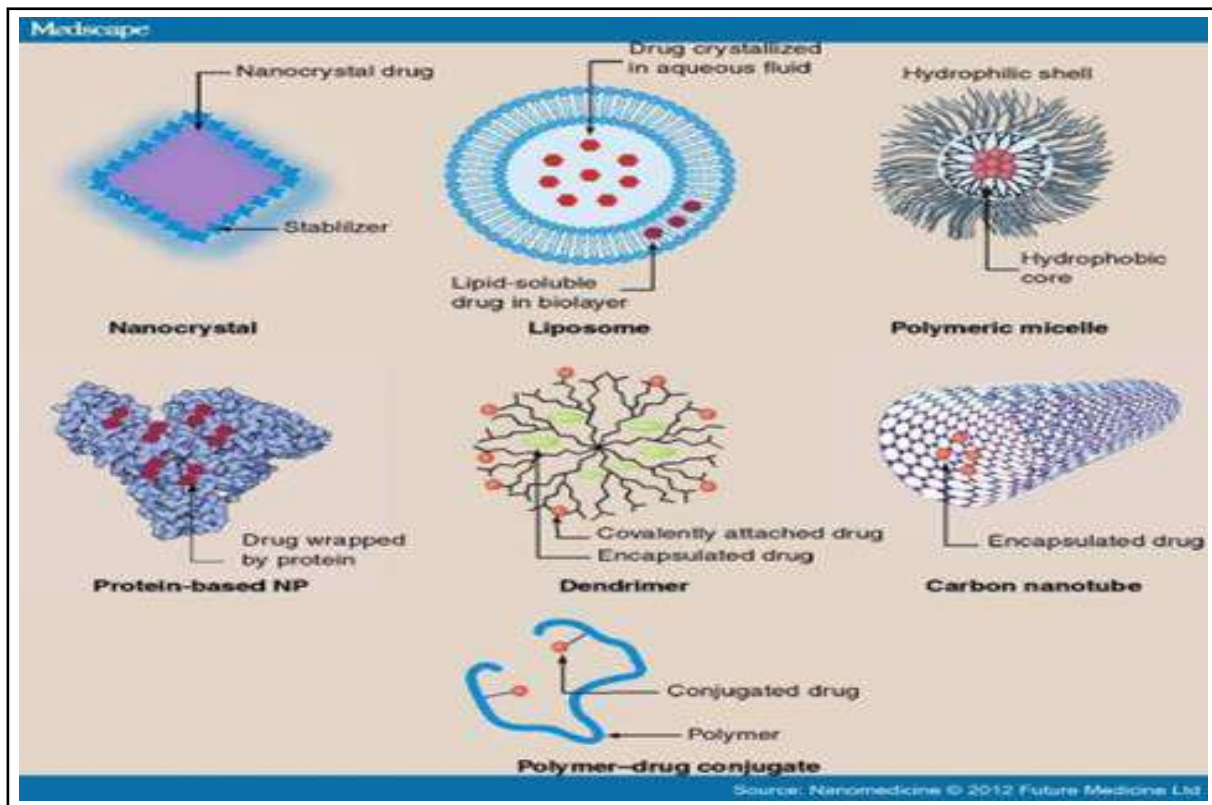 Medscape
Nanocrystal drug
Stablilzer
Nanocrystal
Drug crystallized
in aqueous fluid
Lipid-soluble
drug in biolayer
Liposome
Hydrophilic shell
Hydrophobic
core
Polymeric micelle
Drug wrapped
by protein
Protein-based NP
Covalently attached drug
Encapsulated drug
Dendrimer
Encapsulated drug
Carbon nanotube
Conjugated drug
Polymer
Polymer–drug conjugate
Source: Nanomedicine © 2012 Future Medicine Ltd